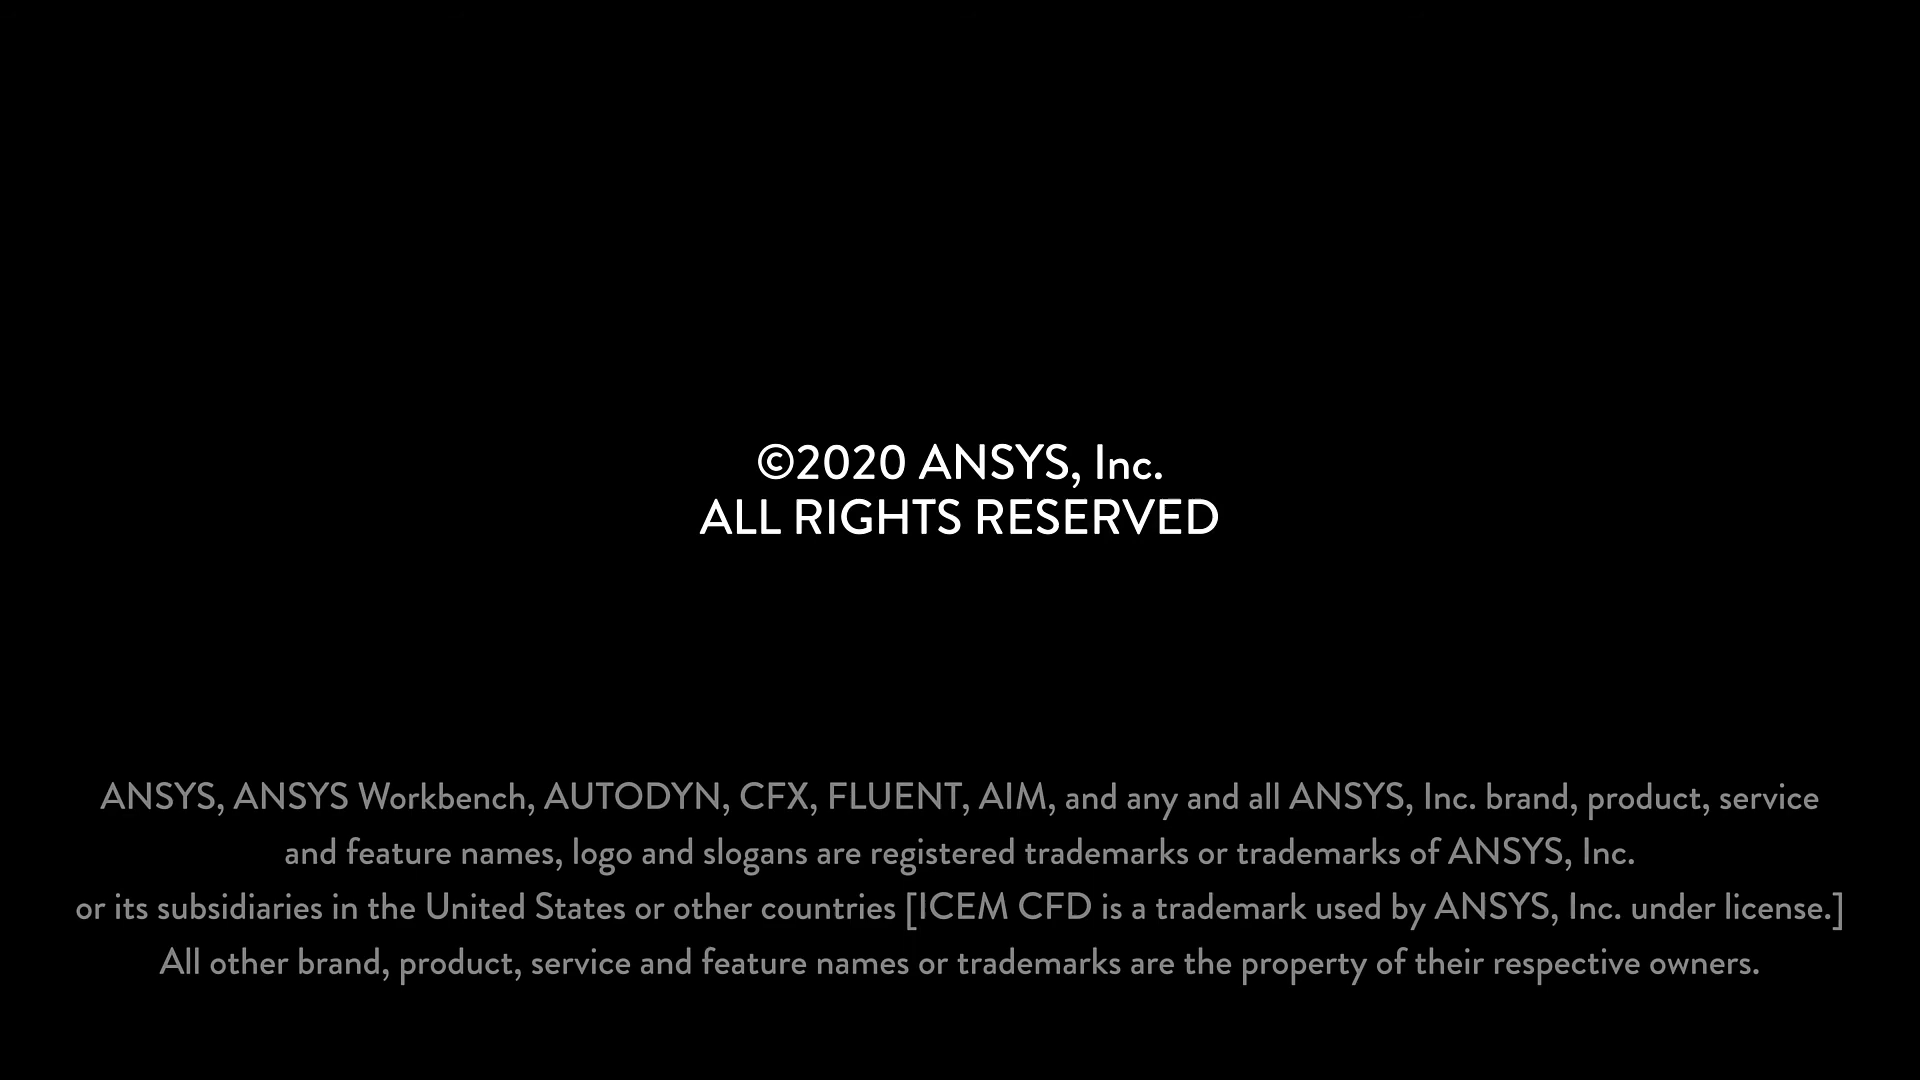 ©2020 ANSYS, Inc.
ALL RIGHTS RESERVED
ANSYS, ANSYS Workbench, AUTODYN, CFX, FLUENT, AIM, and any and all ANSYS, Inc. brand, product, service
and feature names, logo and slogans are registered trademarks or trademarks of ANSYS, Inc.
or its subsidiaries in the United States or other countries [ICEM CFD is a trademark used by ANSYS, Inc. under license.]
All other brand, product, service and feature names or trademarks are the property of their respective owners.